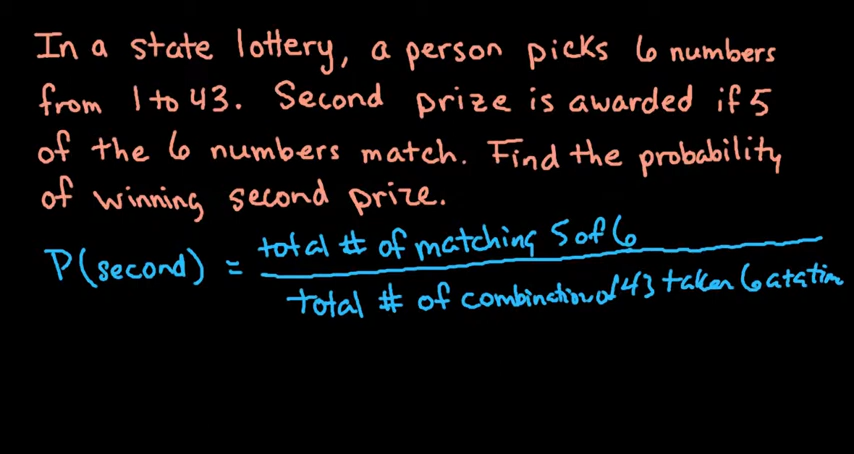 In a state lottery, a person picks 6 numbers
from 1 to 43. Second prize is awarded if 5
of the 6 numbers match. Find the probability
of winning second prize.
P(second) = total # of matching 5 of 6
total # of combination of 43 taken 6 at a time